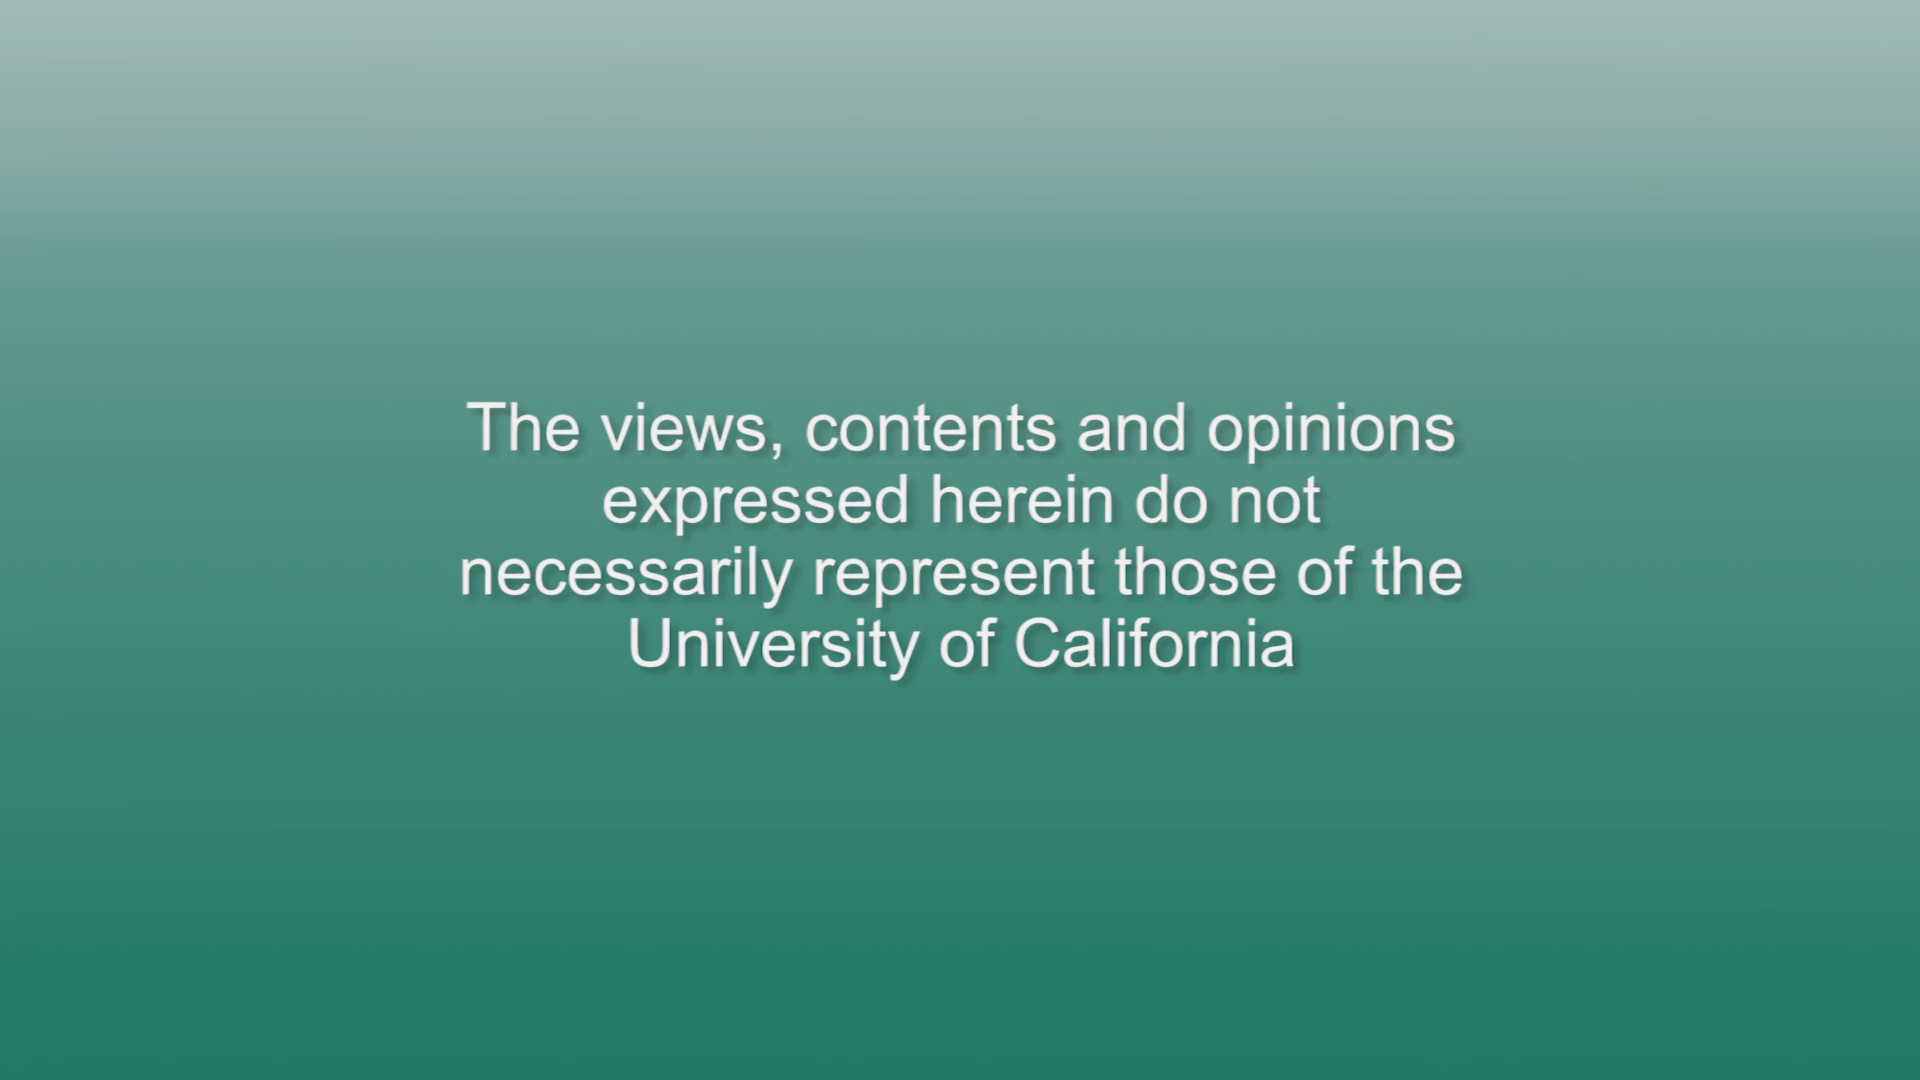 The views, contents and opinions
expressed herein do not
necessarily represent those of the
University of California